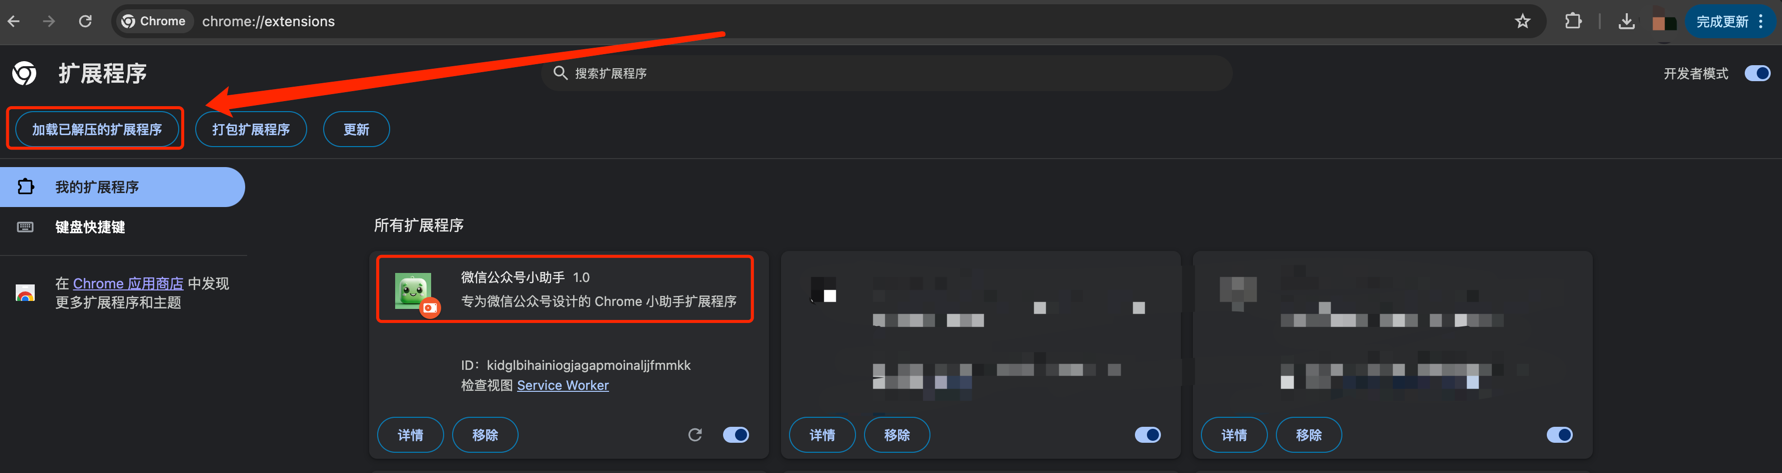 Chrome
chrome://extensions
完成更新
扩展程序
搜索扩展程序
开发者模式
加载已解压的扩展程序
打包扩展程序
更新
我的扩展程序
键盘快捷键
在 Chrome 应用商店 中发现
更多扩展程序和主题
所有扩展程序
微信公众号小助手 1.0
专为微信公众号设计的 Chrome 小助手扩展程序
ID：kidglbihainiogjagapmoinaljjfmmkk
检查视图 Service Worker
详情
移除
详情
移除
详情
移除